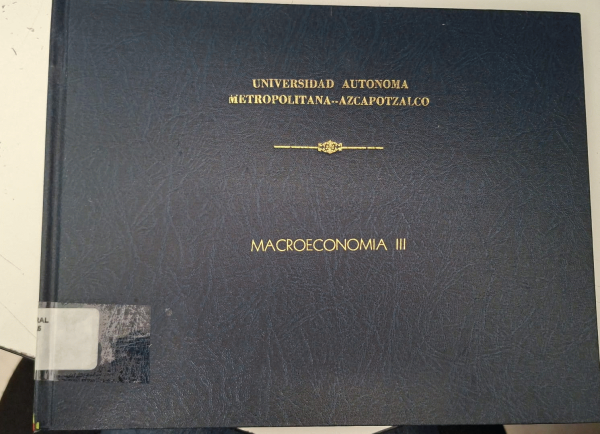 UNIVERSIDAD AUTONOMA
METROPOLITANA--AZCAPOTZALCO
MACROECONOMIA III